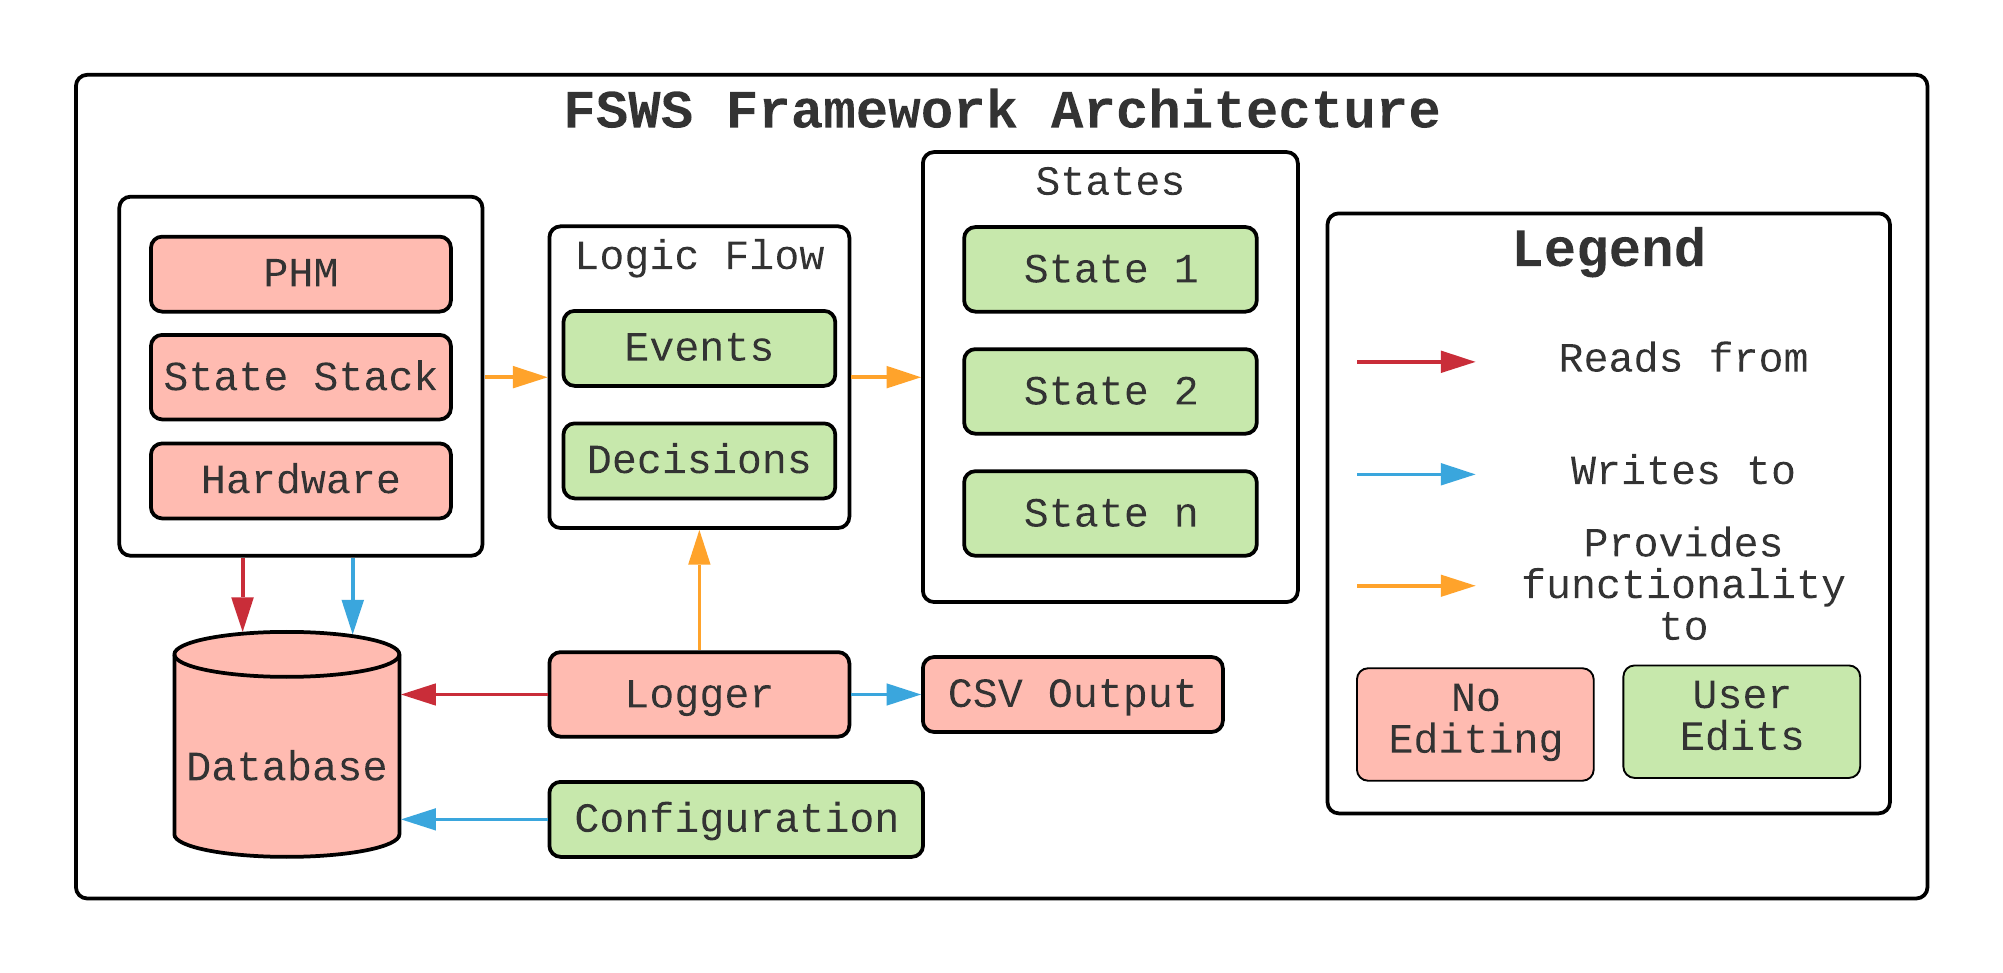 FSWS Framework Architecture
PHM
State Stack
Hardware
Logic Flow
Events
Decisions
States
State 1
State 2
State n
Database
Logger
CSV Output
Configuration
Legend
Reads from
Writes to
Provides
functionality
to
No
Editing
User
Edits